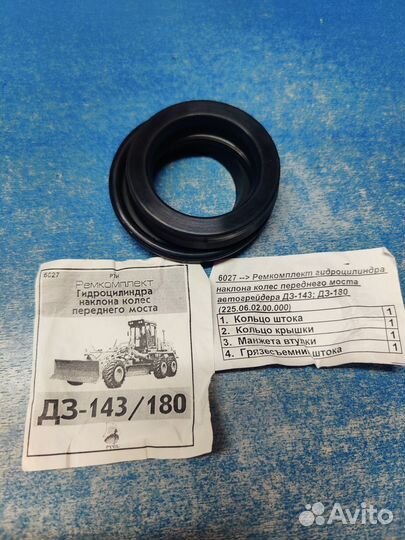 6027
Ремкомплект
Гидроцилиндра
наклона колес
переднего моста
ДЗ-143/180
6027 --> Ремкомплект гидроцилиндра
наклона колес переднего моста
автогрейдера ДЗ-143; ДЗ-180
(225.06.02.00.000)
1. Кольцо штока 1
2. Кольцо крышки 1
3. Манжета втулки 1
4. Грязесъемник штока 1
Avito